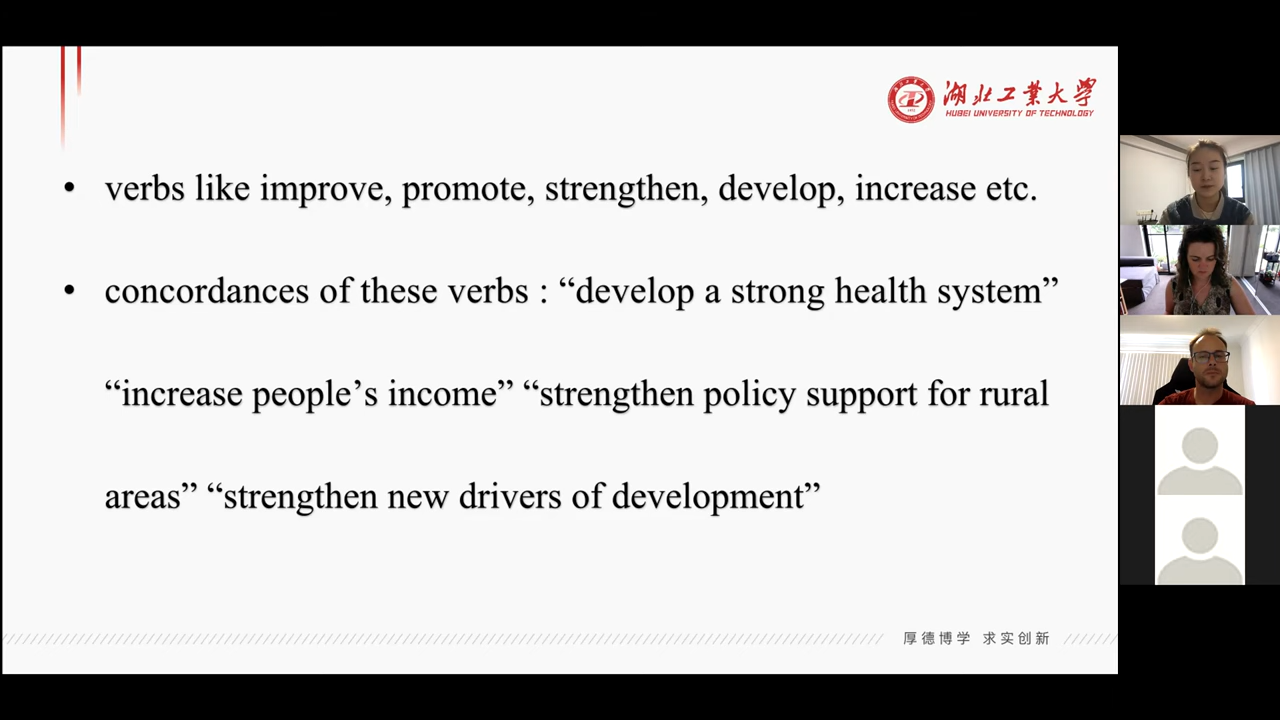 湖北工業大學
HUBEI UNIVERSITY OF TECHNOLOGY
• verbs like improve, promote, strengthen, develop, increase etc.
• concordances of these verbs : “develop a strong health system”
“increase people’s income” “strengthen policy support for rural
areas” “strengthen new drivers of development”
厚德博学 求实创新